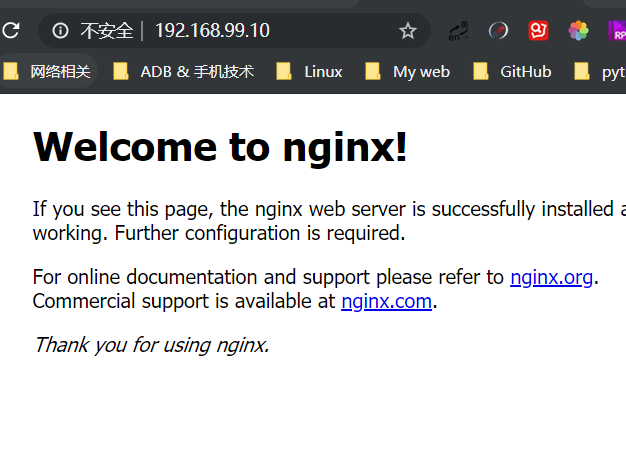 不安全 192.168.99.10
en 英
RP
网络相关 ADB & 手机技术 Linux My web GitHub pyt
Welcome to nginx!
If you see this page, the nginx web server is successfully installed a
working. Further configuration is required.
For online documentation and support please refer to nginx.org.
Commercial support is available at nginx.com.
Thank you for using nginx.